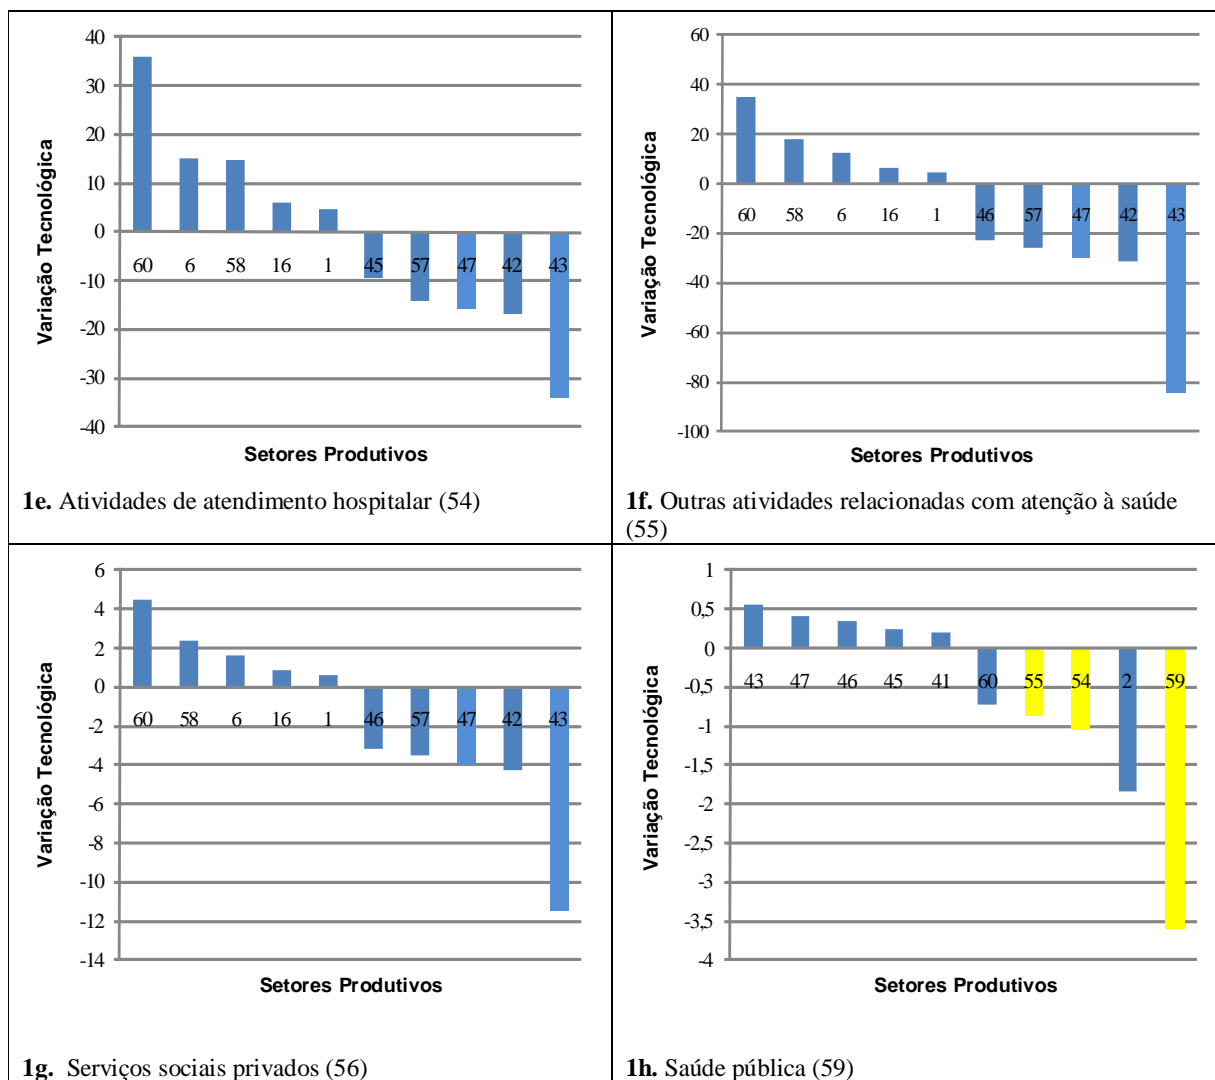 40
30
20
10
0
-10
-20
-30
-40
Variação Tecnológica
60 6 58 16 1 45 57 47 42 43
Setores Produtivos
1e. Atividades de atendimento hospitalar (54)
60
40
20
0
-20
-40
-60
-80
-100
Variação Tecnológica
60 58 6 16 1 46 57 47 42 43
Setores Produtivos
1f. Outras atividades relacionadas com atenção à saúde
(55)
6
4
2
0
-2
-4
-6
-8
-10
-12
-14
Variação Tecnológica
60 58 6 16 1 46 57 47 42 43
Setores Produtivos
1g. Serviços sociais privados (56)
1
0,5
0
-0,5
-1
-1,5
-2
-2,5
-3
-3,5
-4
Variação Tecnológica
43 47 46 45 41 60 55 54 2 59
Setores Produtivos
1h. Saúde pública (59)